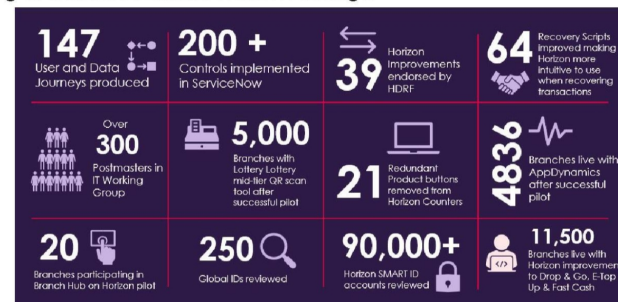 147
User and Data
Journeys produced
200 +
Controls implemented
in ServiceNow
39
Horizon
Improvements
endorsed by
HDRF
64
Recovery Scripts
improved making
Horizon more
intuitive to use
when recovering
transactions
Over
300
Postmasters in
IT Working
Group
5,000
Branches with
Lottery Lottery
mid-tier QR scan
tool after
successful pilot
21
Redundant
Product buttons
removed from
Horizon Counters
4836
Branches live with
AppDynamics
after successful
pilot
20
Branches participating in
Branch Hub on Horizon pilot
250
Global IDs reviewed
90,000+
Horizon SMART ID
accounts reviewed
11,500
Branches live with
Horizon improvemen
to Drop & Go, E-Top
Up & Fast Cash